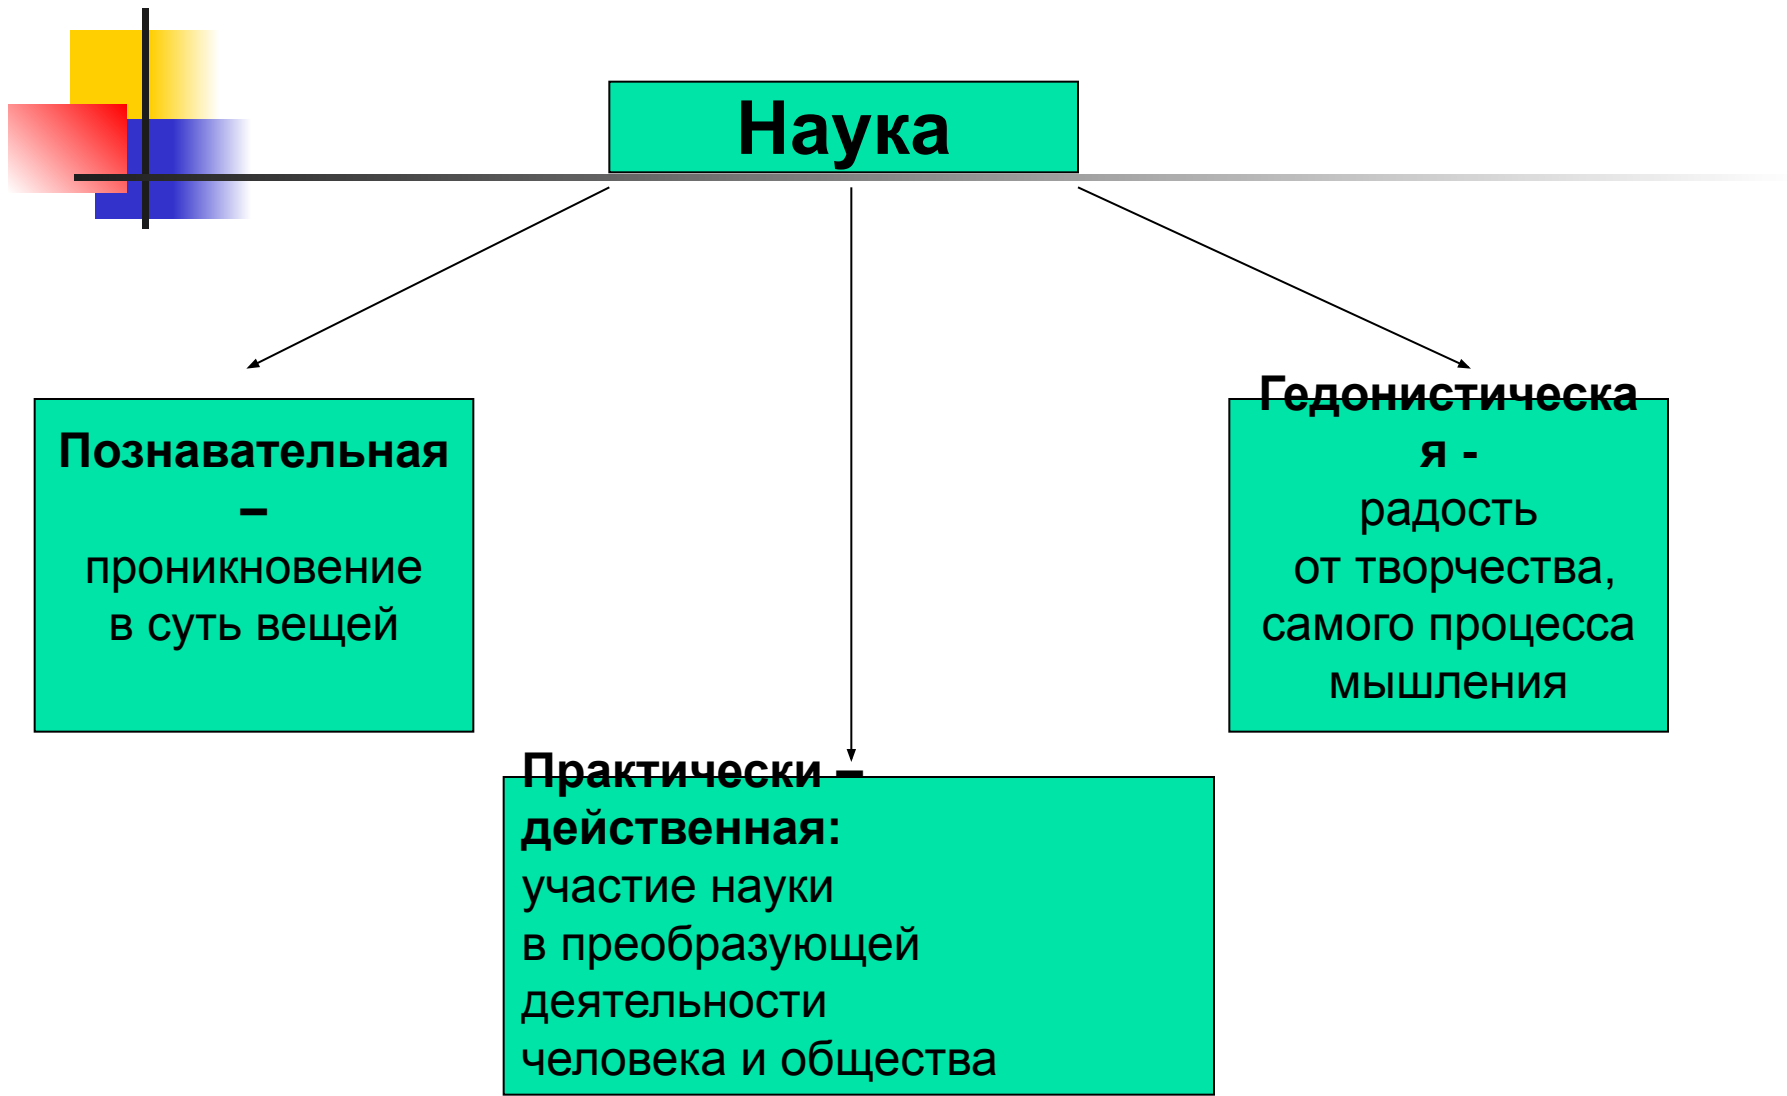 Наука
Познавательная
–
проникновение
в суть вещей
Гедонистическа
я -
радость
от творчества,
самого процесса
мышления
Практически –
действенная:
участие науки
в преобразующей
деятельности
человека и общества